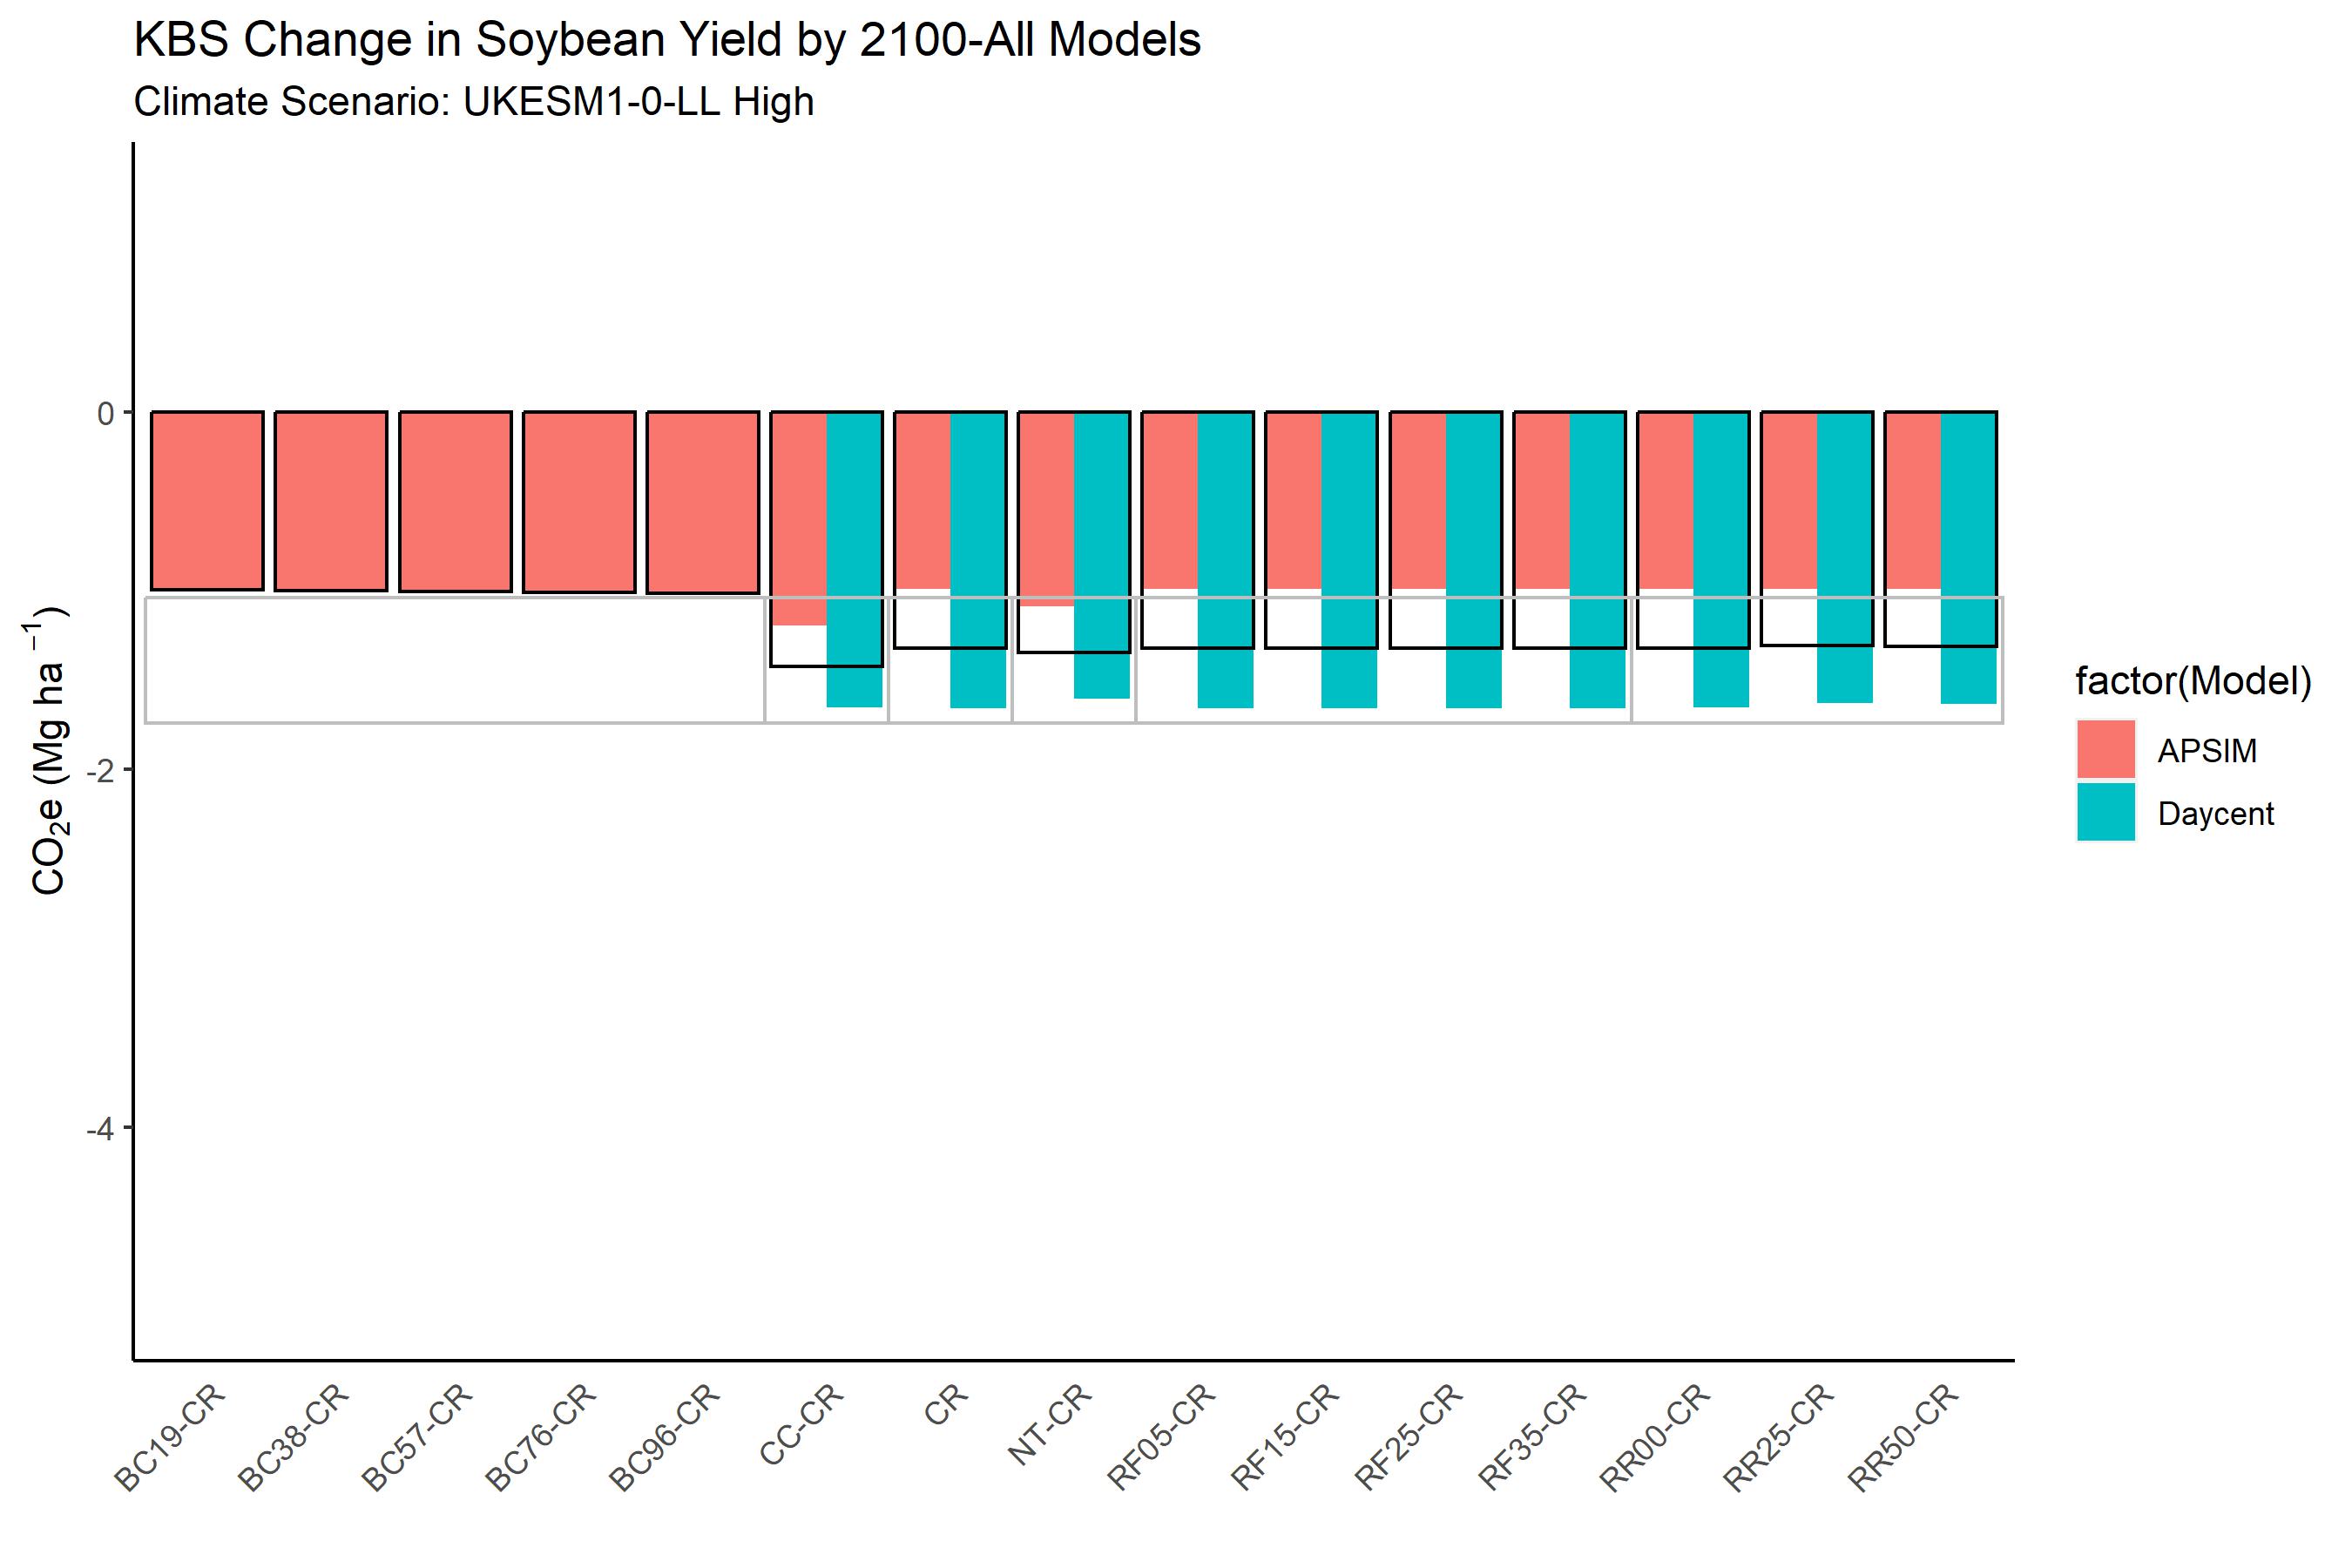 KBS Change in Soybean Yield by 2100-All Models
Climate Scenario: UKESM1-0-LL High
CO₂e (Mg ha ⁻¹)
0
-2
-4
BC19-CR
BC38-CR
BC57-CR
BC76-CR
BC96-CR
CC-CR
CR
NT-CR
RF05-CR
RF15-CR
RF25-CR
RF35-CR
RR00-CR
RR25-CR
RR50-CR
factor(Model)
APSIM
Daycent